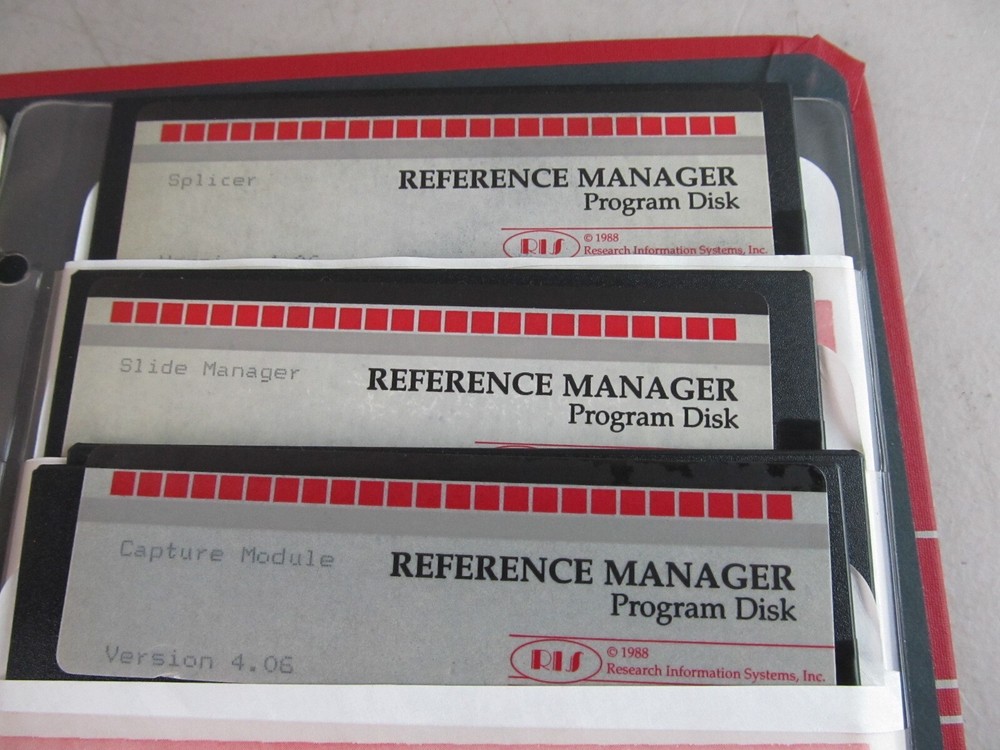 Splicer
REFERENCE MANAGER
Program Disk
RIS
© 1988
Research Information Systems, Inc.
Slide Manager
REFERENCE MANAGER
Program Disk
Capture Module
REFERENCE MANAGER
Program Disk
Version 4.06
RIS
© 1988
Research Information Systems, Inc.